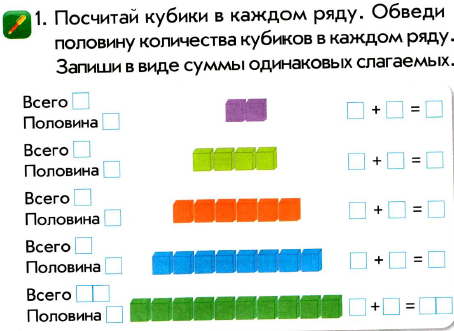 1. Посчитай кубики в каждом ряду. Обведи
половину количества кубиков в каждом ряду.
Запиши в виде суммы одинаковых слагаемых.
Всего
Половина
+ =
Всего
Половина
+ =
Всего
Половина
+ =
Всего
Половина
+ =
Всего
Половина
+ =